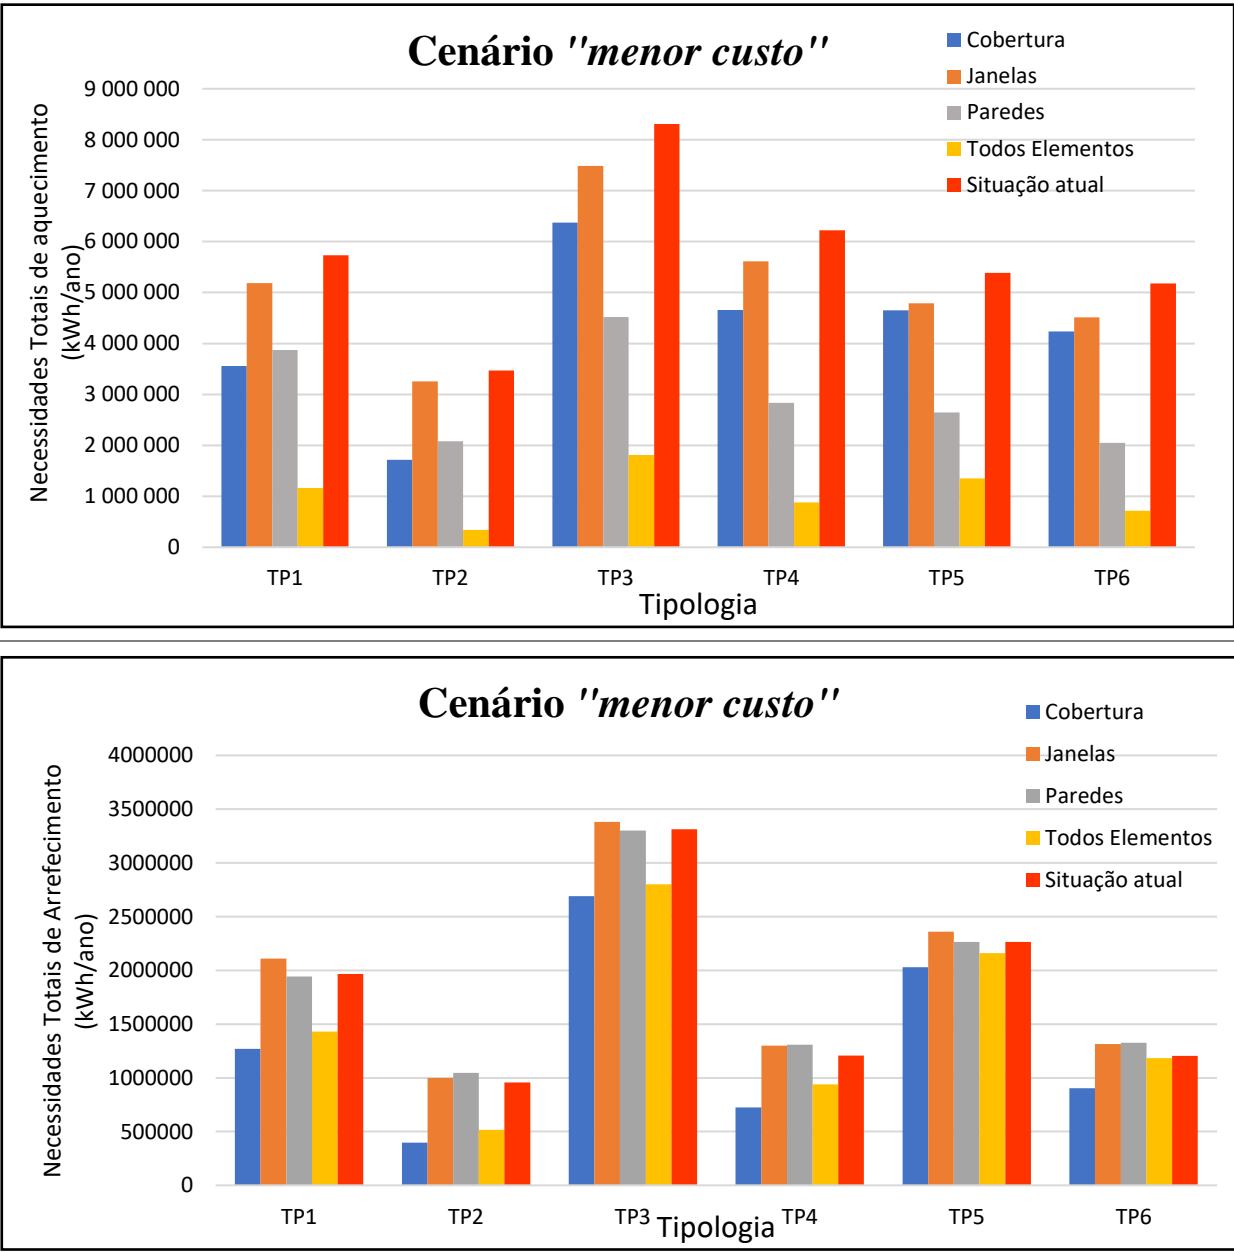 Cenário "menor custo"
Cobertura
Janelas
Paredes
Todos Elementos
Situação atual
Necessidades Totais de aquecimento
(kWh/ano)
9 000 000
8 000 000
7 000 000
6 000 000
5 000 000
4 000 000
3 000 000
2 000 000
1 000 000
0
TP1 TP2 TP3 TP4 TP5 TP6
Tipologia
Cenário "menor custo"
Cobertura
Janelas
Paredes
Todos Elementos
Situação atual
Necessidades Totais de Arrefecimento
(kWh/ano)
4000000
3500000
3000000
2500000
2000000
1500000
1000000
500000
0
TP1 TP2 TP3 TP4 TP5 TP6
Tipologia